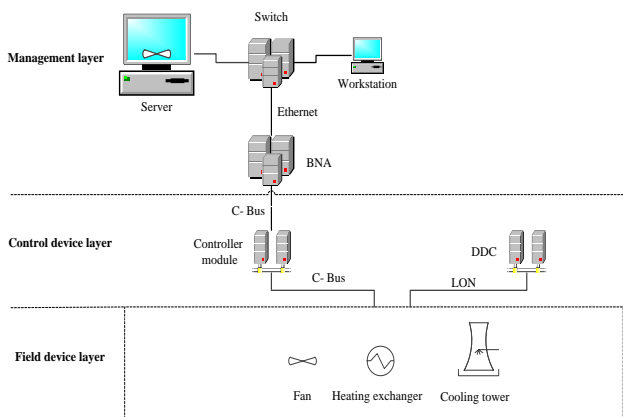 Switch
Management layer
Server
Workstation
Ethernet
BNA
C- Bus
Control device layer
Controller
module
DDC
C- Bus
LON
Field device layer
Fan
Heating exchanger
Cooling tower